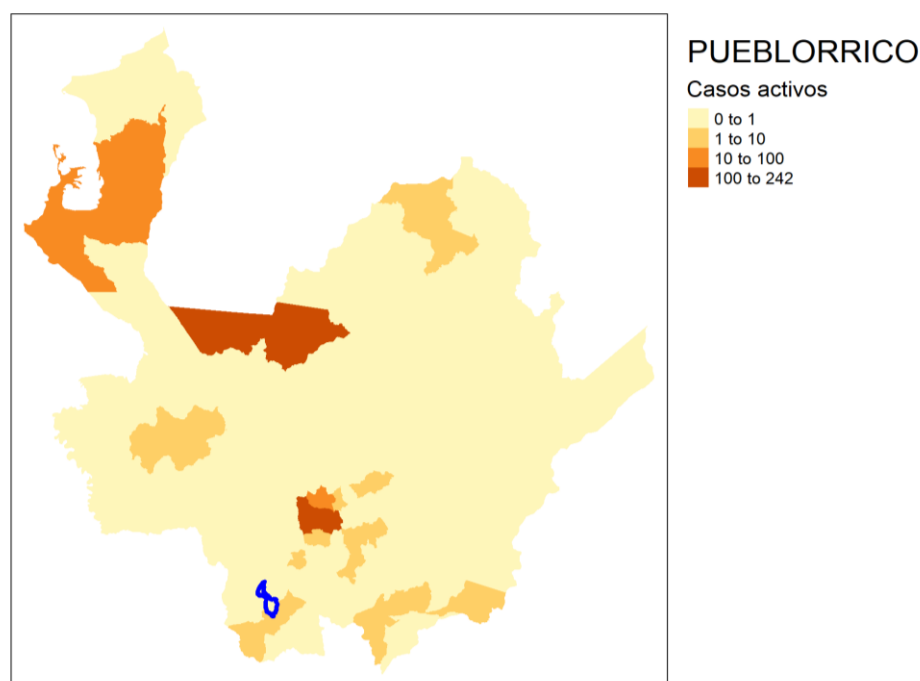 PUEBLORRICO
Casos activos
0 to 1
1 to 10
10 to 100
100 to 242